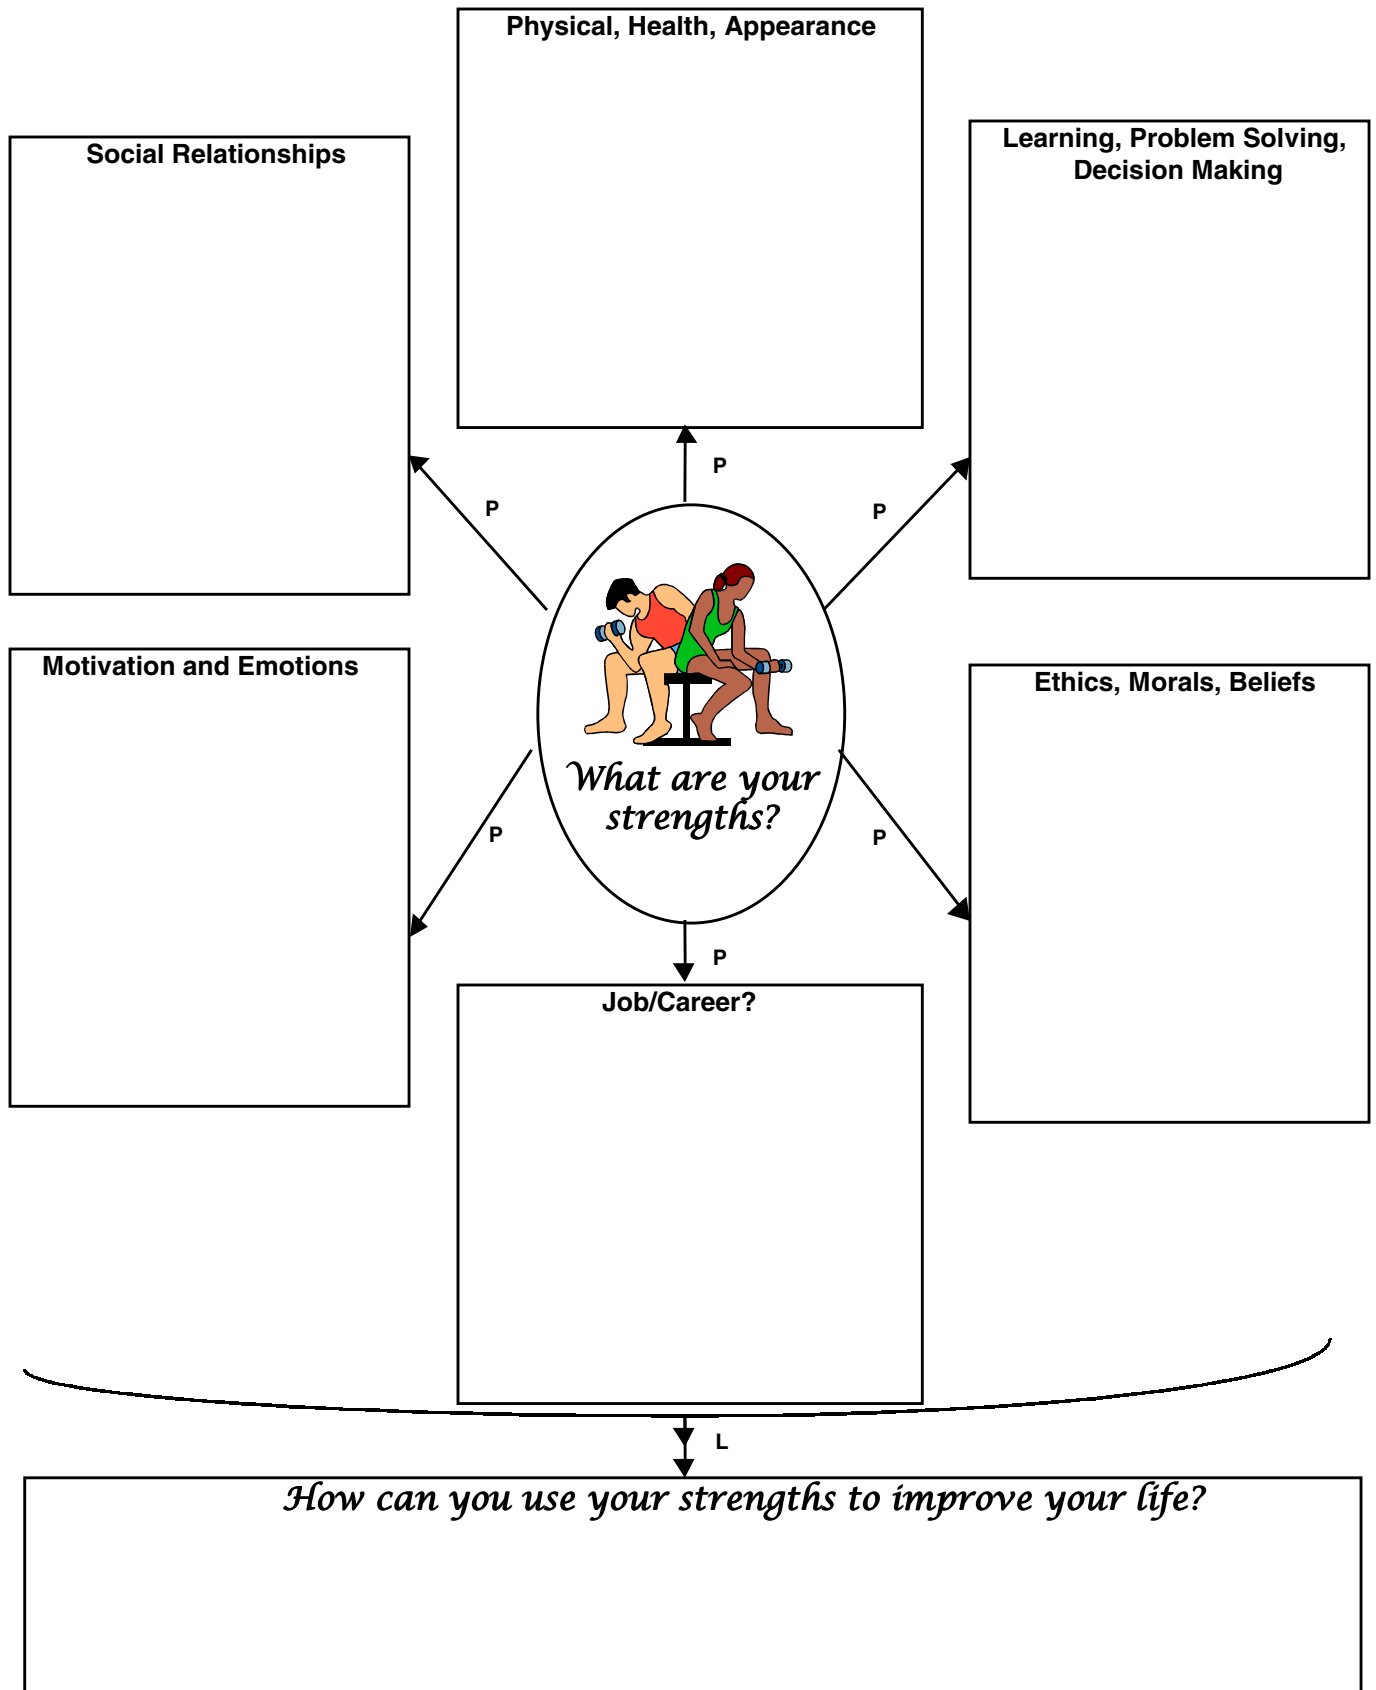 Physical, Health, Appearance
Social Relationships
Learning, Problem Solving,
Decision Making
P
P
P
What are your
strengths?
Motivation and Emotions
Ethics, Morals, Beliefs
P
P
P
Job/Career?
L
How can you use your strengths to improve your life?